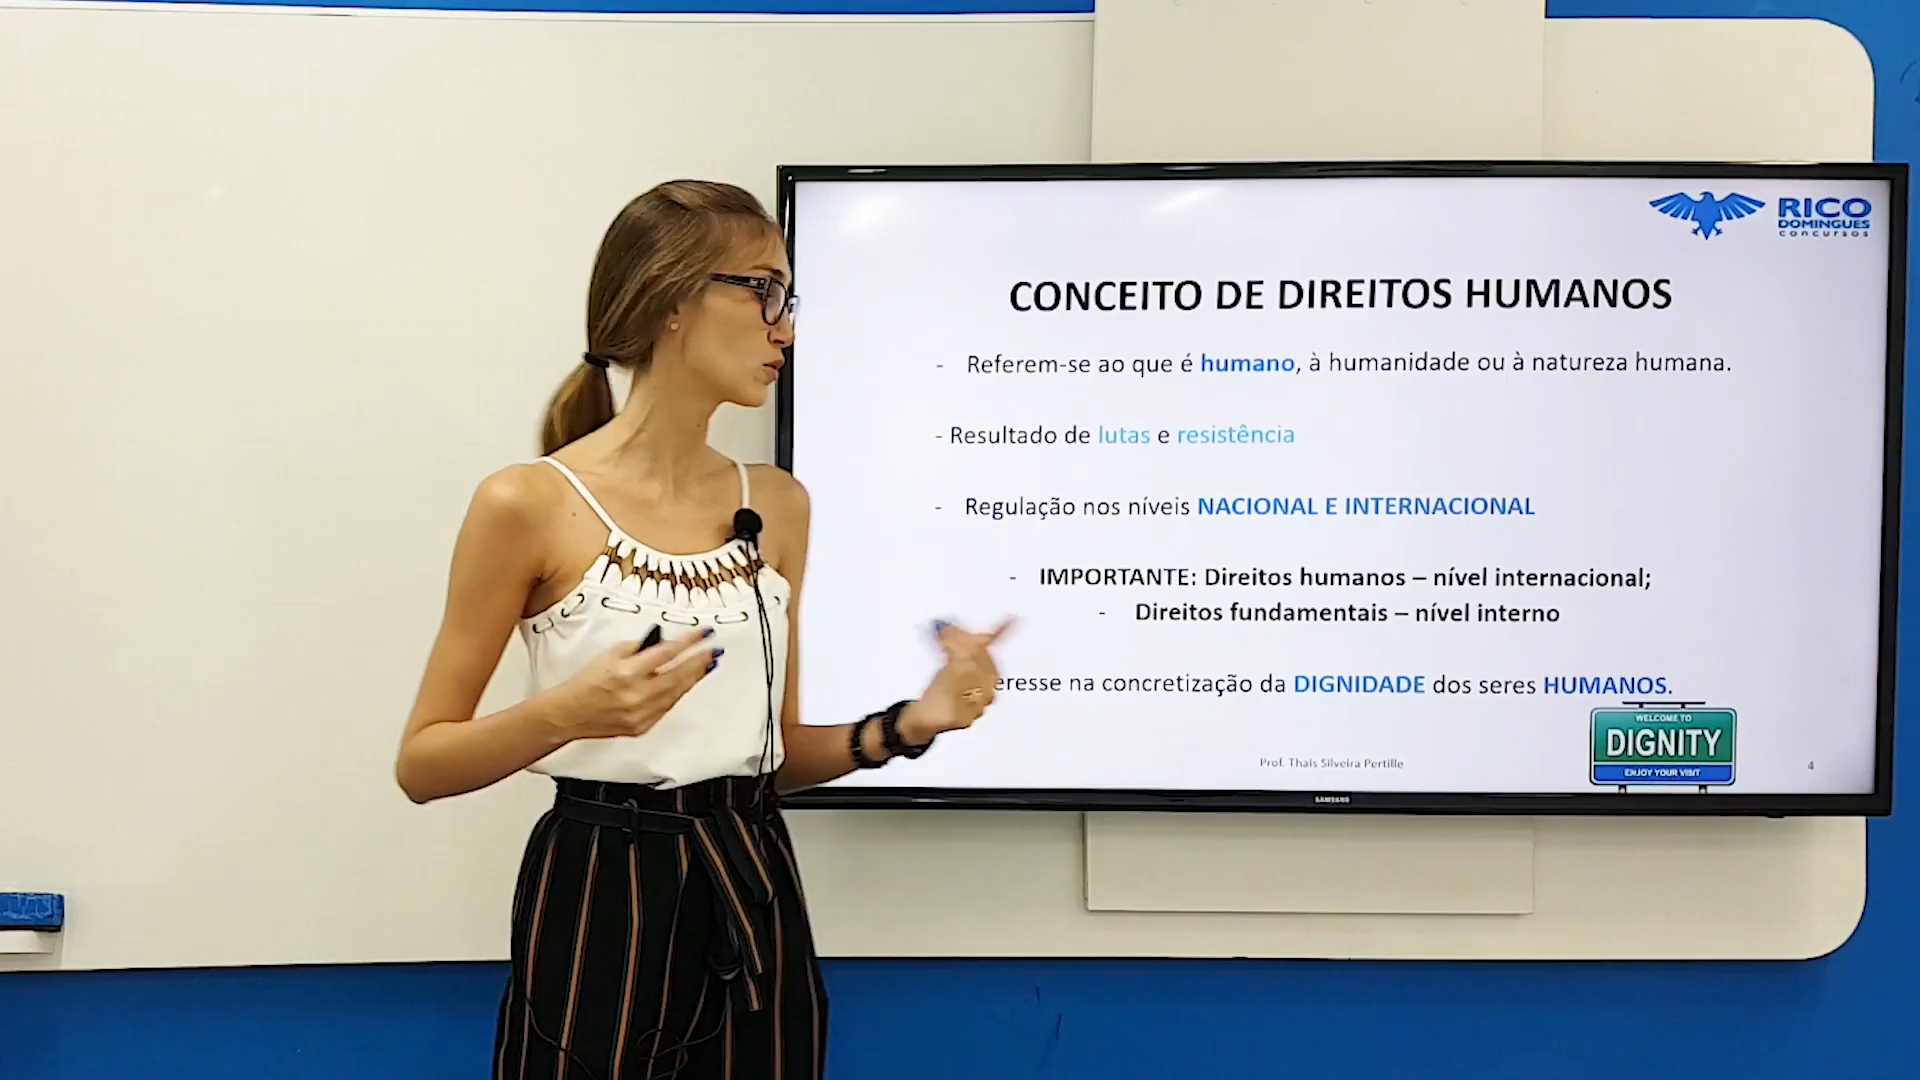 RICO
DOMINGUES
concursos
CONCEITO DE DIREITOS HUMANOS
- Referem-se ao que é humano, à humanidade ou à natureza humana.
- Resultado de lutas e resistência
- Regulação nos níveis NACIONAL E INTERNACIONAL
- IMPORTANTE: Direitos humanos – nível internacional;
- Direitos fundamentais – nível interno
na concretização da DIGNIDADE dos seres HUMANOS.
WELCOME TO
DIGNITY
ENJOY YOUR VISIT
Prof. Thais Silveira Pertille
4
SAMSUNG